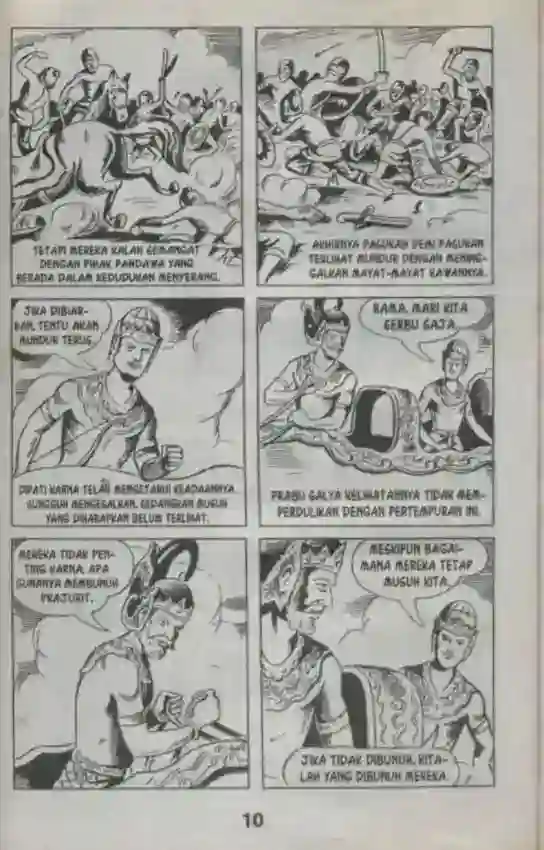 TETAPI MEREKA KALAH SEMANGAT
DENGAN PIHAK PANDAWA YANG
BERADA DALAM KEDUDUKAN MENYERANG.
AKHIRNYA PASUKAN DEMI PASUKAN
TERLIHAT MUNDUR DENGAN MENING-
GALKAN MAYAT-MAYAT KAWANNYA.
JIKA DIBIAR-
KAN, TENTU AKAN
MUNDUR TERUS.
DIPATI KARNA TELAH MENGETAHUI KEADAANNYA
SUNGGUH MENGESALKAN, SEDANGKAN MUSUH
YANG DIHARAPKAN BELUM TERLIHAT.
RAMA, MARI KITA
SERBU SAJA.
PRABU SALYA KELIHATANNYA TIDAK MEM-
PERDULIKAN DENGAN PERTEMPURAN INI.
MEREKA TIDAK PEN-
TING KARNA, APA
GUNANYA MEMBUNUH
PRAJURIT.
MESKIPUN BAGAI-
MANA MEREKA TETAP
MUSUH KITA.
JIKA TIDAK DIBUNUH, KITA-
LAH YANG DIBUNUH MEREKA.
10